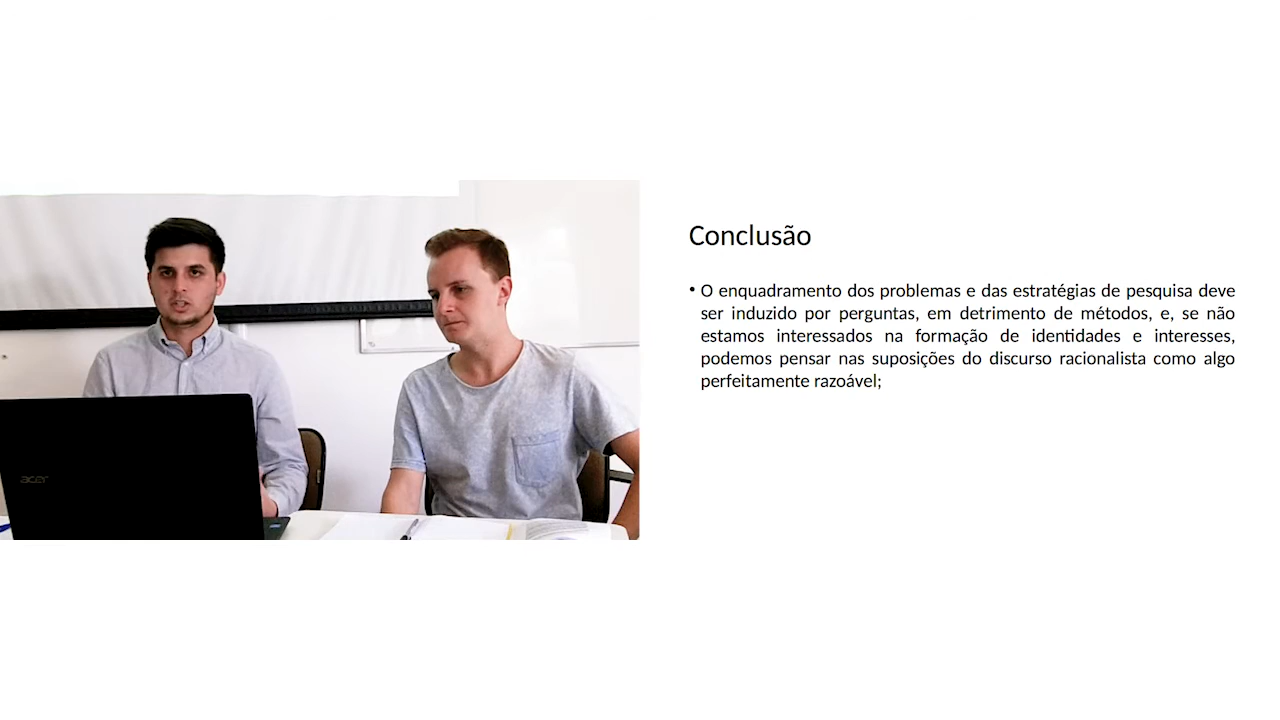 Conclusão
• O enquadramento dos problemas e das estratégias de pesquisa deve
ser induzido por perguntas, em detrimento de métodos, e, se não
estamos interessados na formação de identidades e interesses,
podemos pensar nas suposições do discurso racionalista como algo
perfeitamente razoável;
acer